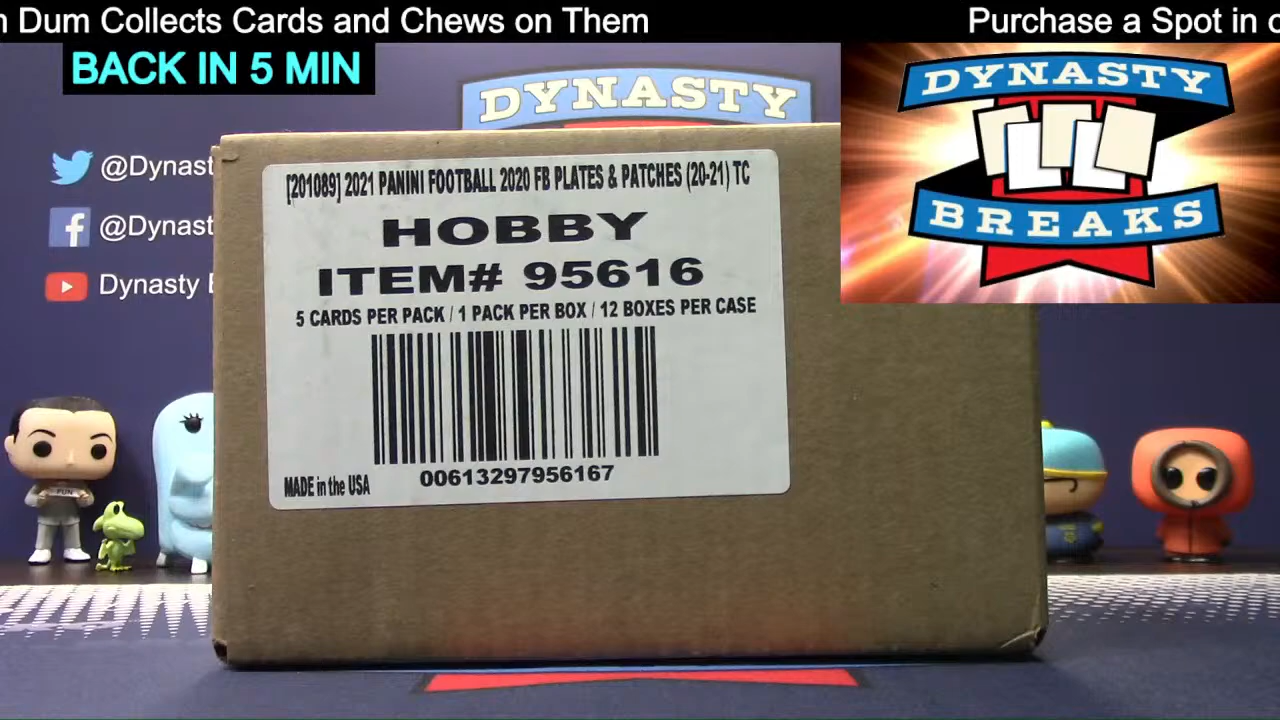 Dum Collects Cards and Chews on Them
Purchase a Spot in
BACK IN 5 MIN
DYNASTY
BREAKS
DYNASTY
@Dynast
@Dynast
Dynasty
[201089] 2021 PANINI FOOTBALL 2020 FB PLATES & PATCHES (20-21) TC
HOBBY
ITEM# 95616
5 CARDS PER PACK / 1 PACK PER BOX / 12 BOXES PER CASE
MADE in the USA
00613297956167
FUN